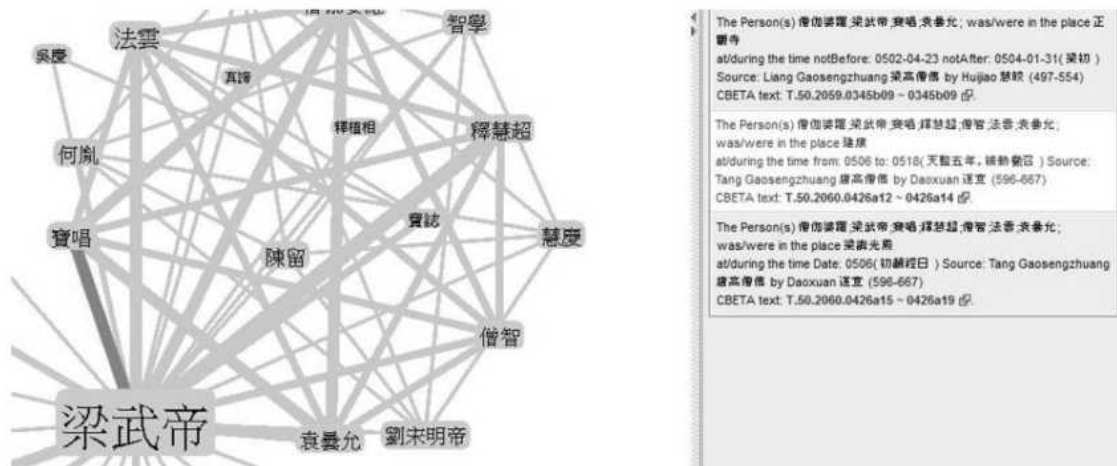 智學
法雲
吳慶
真諦
釋植相
釋慧超
何胤
寶誌
寶唱
慧慶
陳留
僧智
梁武帝
袁曇允
劉宋明帝
The Person(s) 僧伽婆羅;梁武帝;寶唱;袁曇允; was/were in the place 正
觀寺
at/during the time notBefore: 0502-04-23 notAfter: 0504-01-31( 梁初 )
Source: Liang Gaosengzhuang 梁高僧傳 by Huijiao 慧皎 (497-554)
CBETA text: T.50.2059.0345b09 ~ 0345b09
The Person(s) 僧伽婆羅;梁武帝;寶唱;釋慧超;僧智;法雲;袁曇允;
was/were in the place 建康
at/during the time from: 0506 to: 0518( 天監五年，被勅徵召 ) Source:
Tang Gaosengzhuang 唐高僧傳 by Daoxuan 道宣 (596-667)
CBETA text: T.50.2060.0426a12 ~ 0426a14
The Person(s) 僧伽婆羅;梁武帝;寶唱;釋慧超;僧智;法雲;袁曇允;
was/were in the place 梁壽光殿
at/during the time Date: 0506( 初翻經日 ) Source: Tang Gaosengzhuang
唐高僧傳 by Daoxuan 道宣 (596-667)
CBETA text: T.50.2060.0426a15 ~ 0426a19